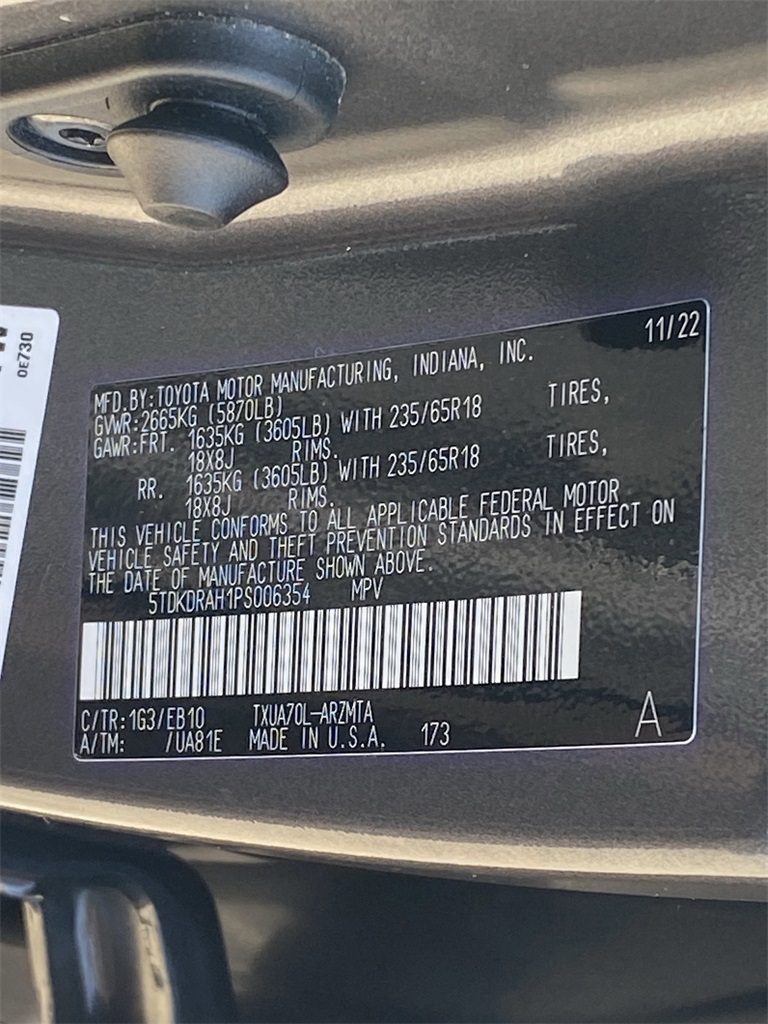 11/22
MFD.BY:TOYOTA MOTOR MANUFACTURING, INDIANA, INC.
GVWR:2665KG (5870LB)
GAWR:FRT. 1635KG (3605LB) WITH 235/65R18 TIRES,
18X8J RIMS.
RR. 1635KG (3605LB) WITH 235/65R18 TIRES,
18X8J RIMS.
THIS VEHICLE CONFORMS TO ALL APPLICABLE FEDERAL MOTOR
VEHICLE SAFETY AND THEFT PREVENTION STANDARDS IN EFFECT ON
THE DATE OF MANUFACTURE SHOWN ABOVE.
5TDKDRAH1PS006354 MPV
C/TR:1G3/EB10 TXUA70L-ARZMTA
A/TM: /UA81E MADE IN U.S.A. 173
A
0E730